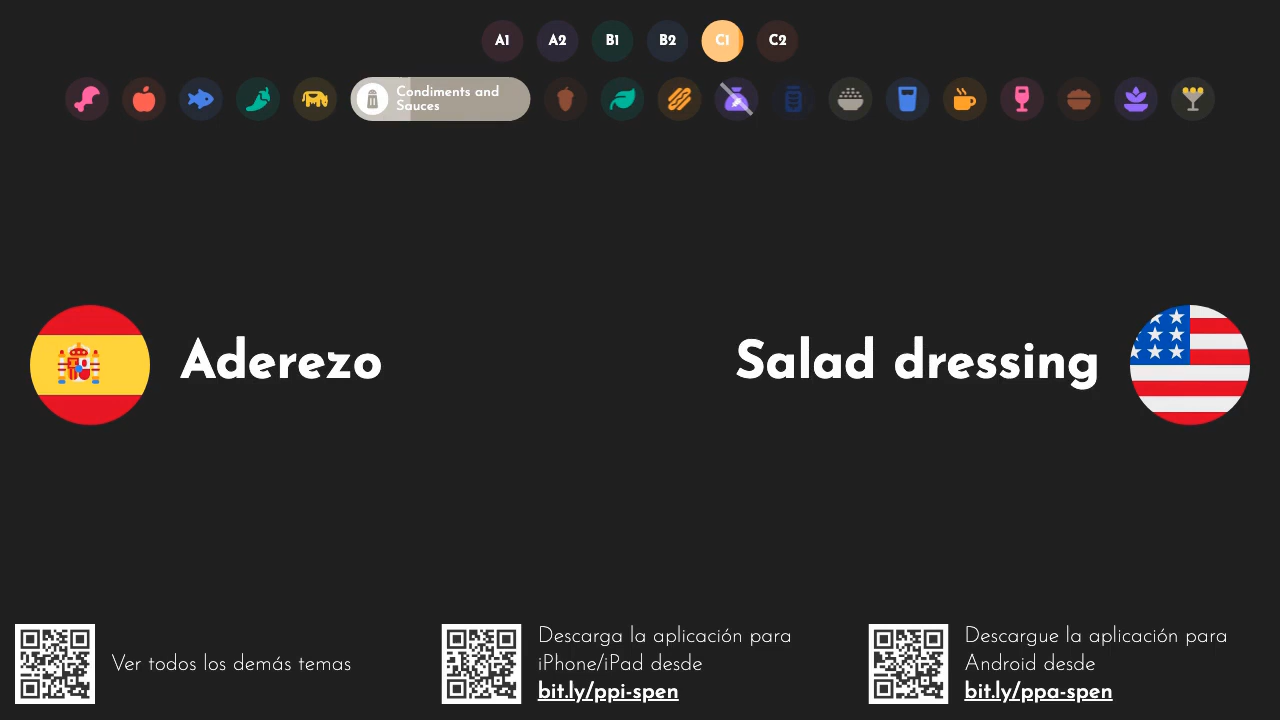 A1 A2 B1 B2 C1 C2
Condiments and
Sauces
Aderezo
Salad dressing
Ver todos los demás temas
Descarga la aplicación para
iPhone/iPad desde
bit.ly/ppi-spen
Descargue la aplicación para
Android desde
bit.ly/ppa-spen